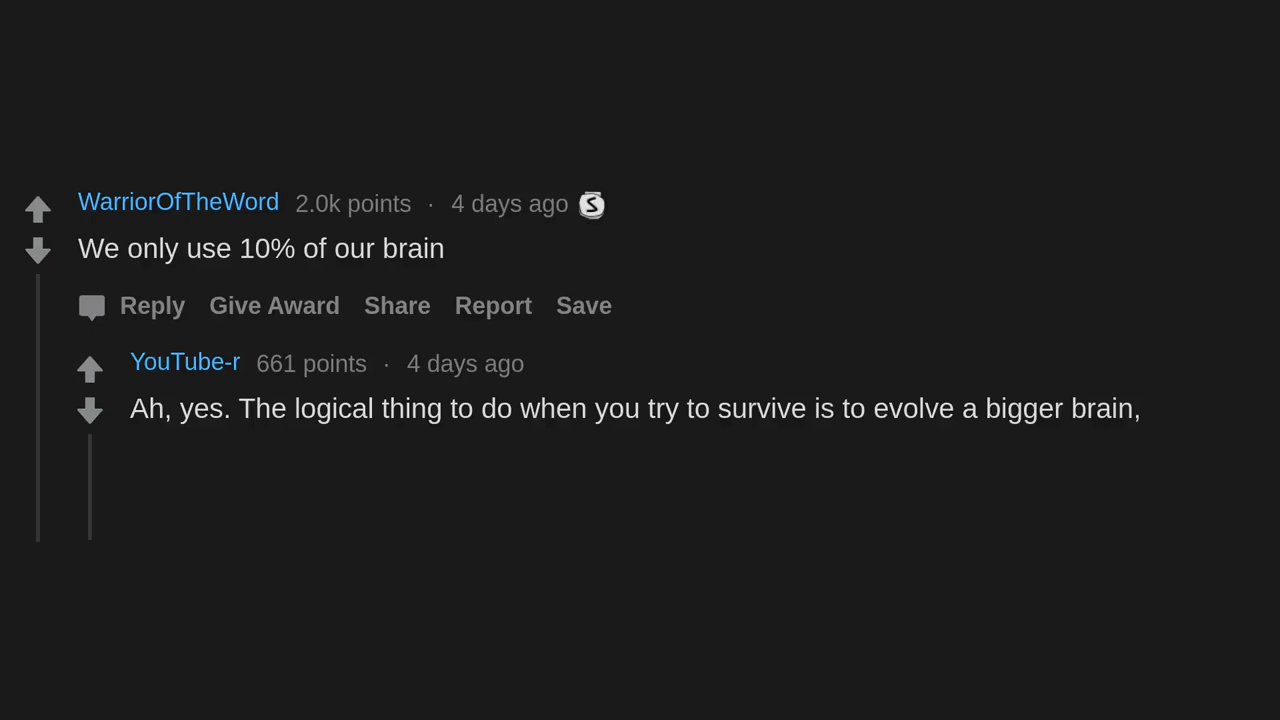 WarriorOfTheWord 2.0k points · 4 days ago S
We only use 10% of our brain
Reply Give Award Share Report Save
YouTube-r 661 points · 4 days ago
Ah, yes. The logical thing to do when you try to survive is to evolve a bigger brain,